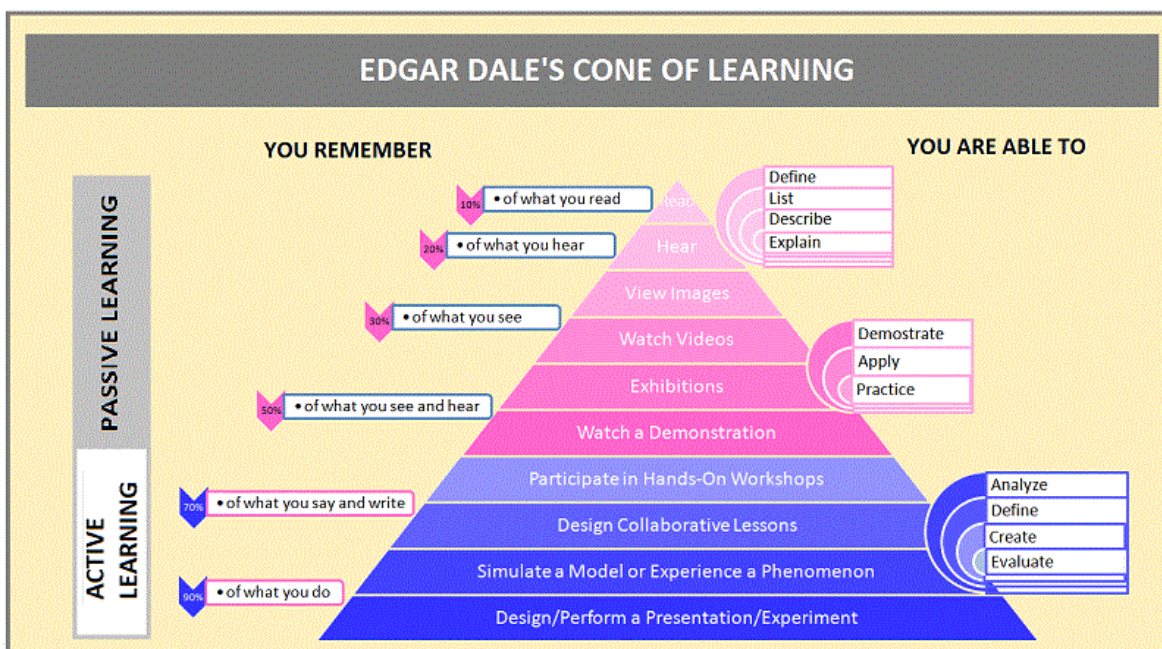 EDGAR DALE'S CONE OF LEARNING
YOU REMEMBER
YOU ARE ABLE TO
PASSIVE LEARNING
ACTIVE
LEARNING
10%
• of what you read
20%
• of what you hear
30%
• of what you see
50%
• of what you see and hear
70%
• of what you say and write
90%
• of what you do
Read
Hear
View Images
Watch Videos
Exhibitions
Watch a Demonstration
Participate in Hands-On Workshops
Design Collaborative Lessons
Simulate a Model or Experience a Phenomenon
Design/Perform a Presentation/Experiment
Define
List
Describe
Explain
Demostrate
Apply
Practice
Analyze
Define
Create
Evaluate